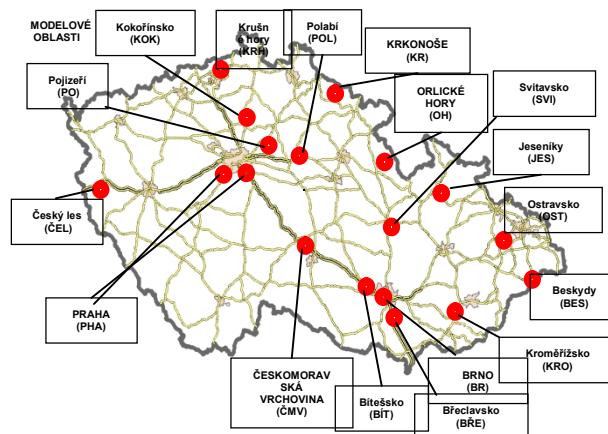 MODELOVÉ
OBLASTI
Kokořínsko
(KOK)
Krušn
é hory
(KRH)
Polabí
(POL)
KRKONOŠE
(KR)
Pojizeří
(PO)
ORLICKÉ
HORY
(OH)
Svitavsko
(SVI)
Jeseníky
(JES)
Ostravsko
(OST)
Český les
(ČEL)
Beskydy
(BES)
PRAHA
(PHA)
Kroměřížsko
(KRO)
ČESKOMORAV
SKÁ
VRCHOVINA
(ČMV)
Bítešsko
(BÍT)
BRNO
(BR)
Břeclavsko
(BŘE)